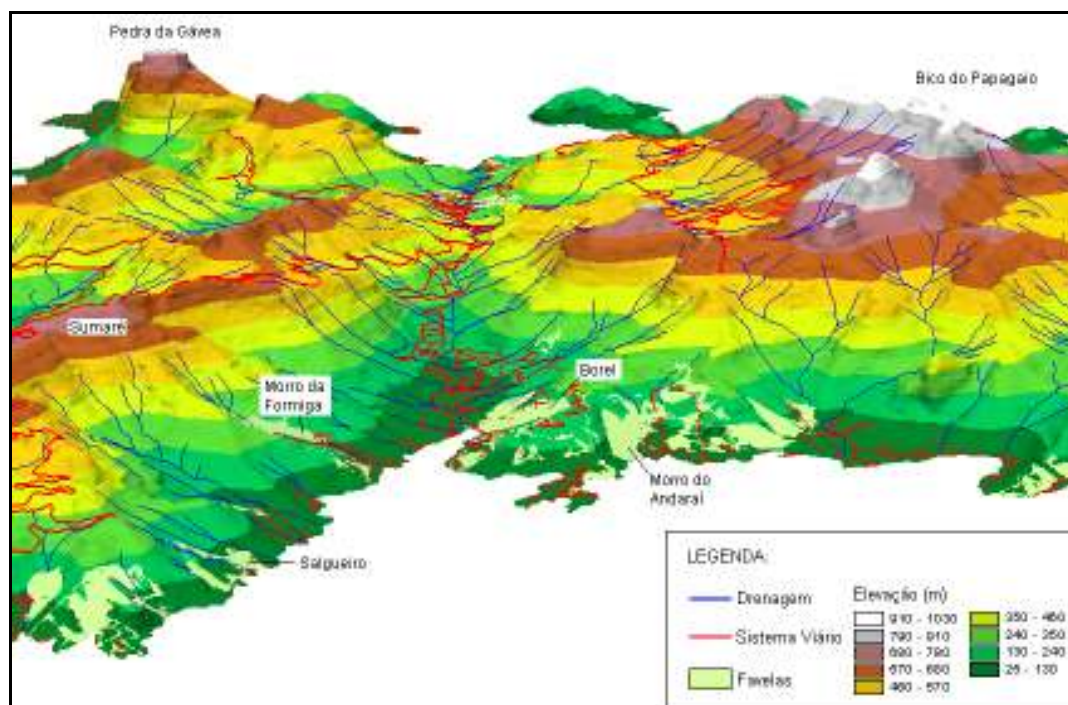 Pedra da Gávea
Bico do Papagaio
Sumaré
Morro da
Formiga
Borel
Morro do
Andaraí
Salgueiro
LEGENDA:
Drenagem
Sistema Viário
Favelas
Elevação (m)
910 - 1030
790 - 910
680 - 790
570 - 680
460 - 570
350 - 460
240 - 350
130 - 240
25 - 130